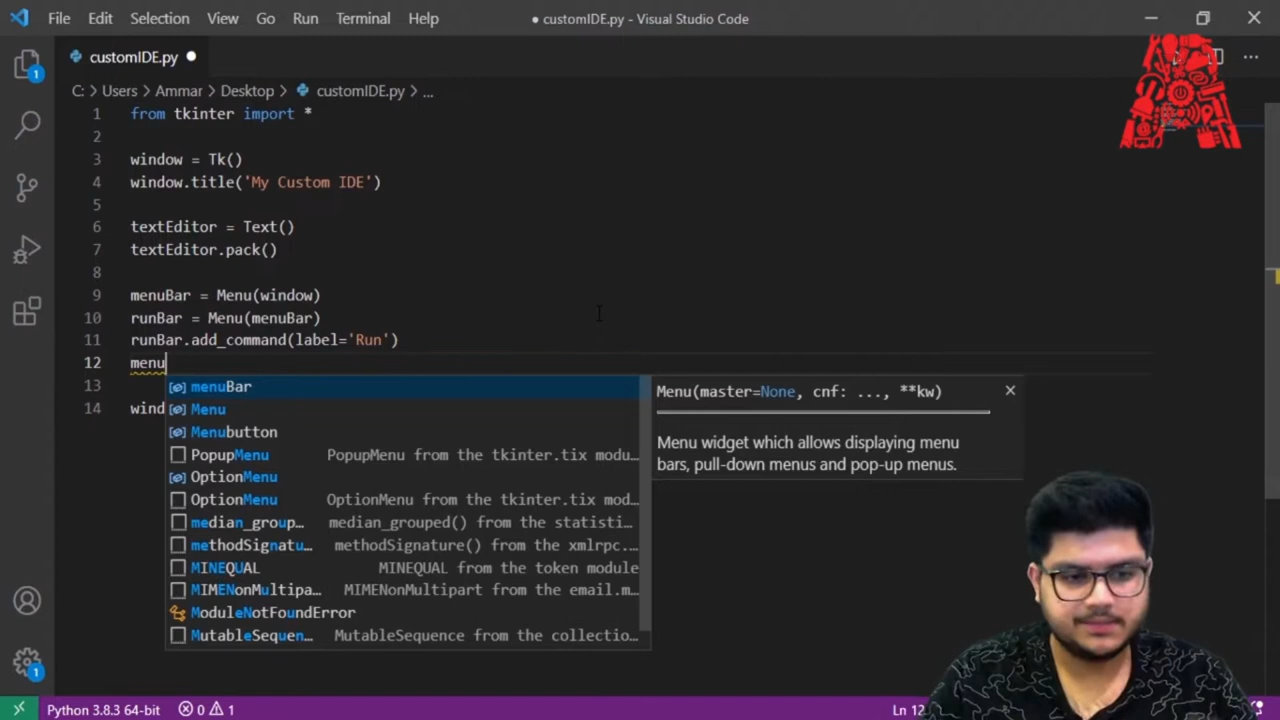 File Edit Selection View Go Run Terminal Help
● customIDE.py - Visual Studio Code
customIDE.py
C: > Users > Ammar > Desktop > customIDE.py > ...
1 from tkinter import *
2
3 window = Tk()
4 window.title('My Custom IDE')
5
6 textEditor = Text()
7 textEditor.pack()
8
9 menuBar = Menu(window)
10 runBar = Menu(menuBar)
11 runBar.add_command(label='Run')
12 menu
13
14 wind
menuBar
Menu
Menubutton
PopupMenu PopupMenu from the tkinter.tix modu…
OptionMenu
OptionMenu OptionMenu from the tkinter.tix mod…
median_group… median_grouped() from the statisti…
methodSignatu… methodSignature() from the xmlrpc.…
MINEQUAL MINEQUAL from the token module
MIMENonMultipa… MIMENonMultipart from the email.m…
ModuleNotFoundError
MutableSequen… MutableSequence from the collectio…
Menu(master=None, cnf: ..., **kw)
Menu widget which allows displaying menu
bars, pull-down menus and pop-up menus.
1
1
Python 3.8.3 64-bit 0 1
Ln 12